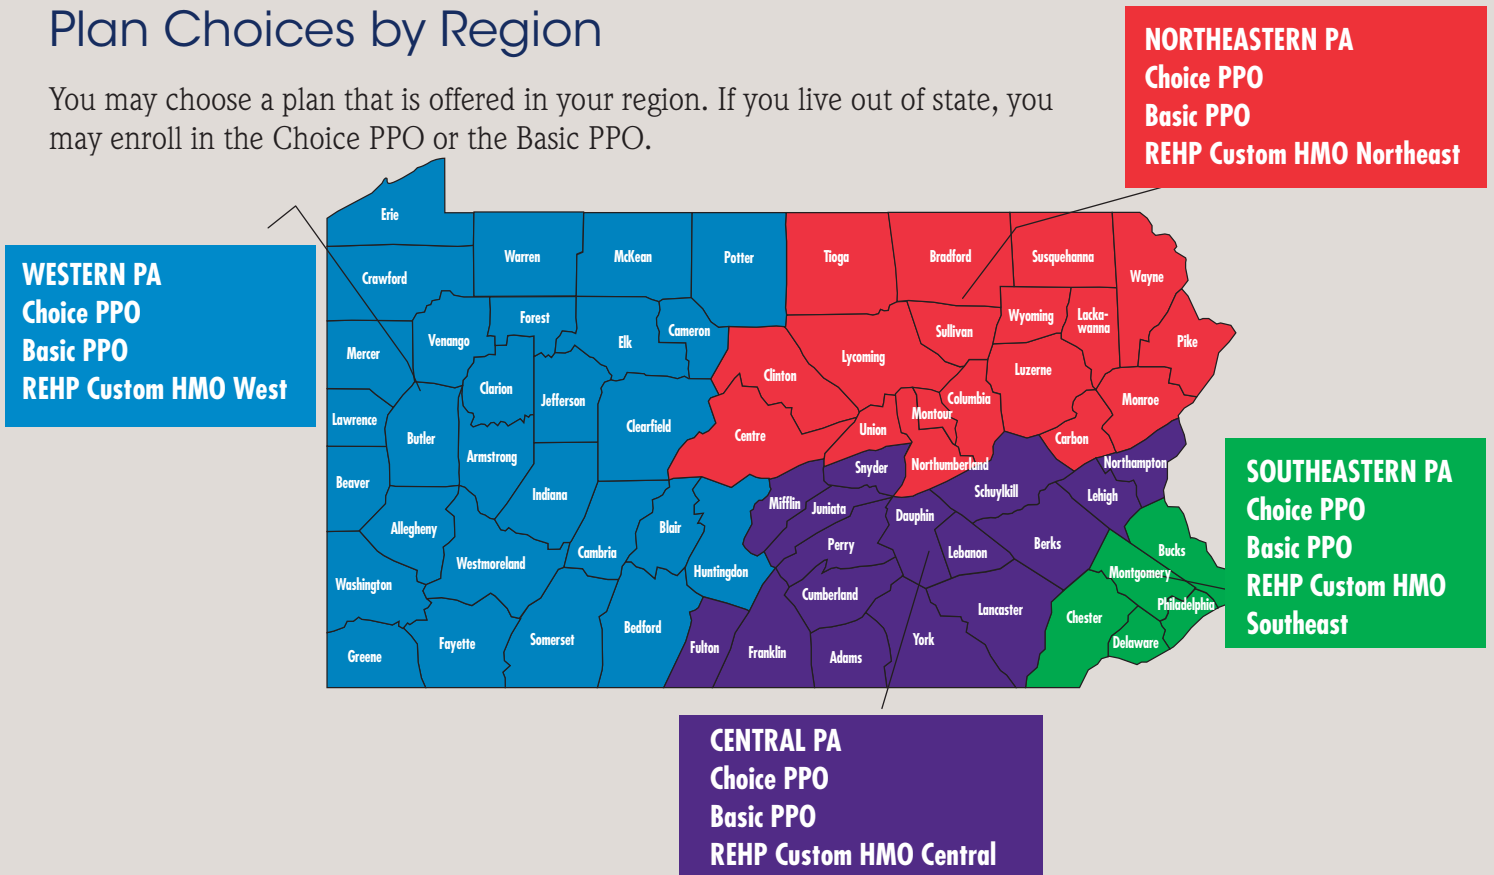 Plan Choices by Region
You may choose a plan that is offered in your region. If you live out of state, you
may enroll in the Choice PPO or the Basic PPO.
NORTHEASTERN PA
Choice PPO
Basic PPO
REHP Custom HMO Northeast
WESTERN PA
Choice PPO
Basic PPO
REHP Custom HMO West
Erie
Crawford
Warren
McKean
Potter
Tioga
Bradford
Susquehanna
Wayne
Mercer
Venango
Forest
Elk
Cameron
Clinton
Lycoming
Sullivan
Wyoming
Lacka-
wanna
Pike
Lawrence
Butler
Clarion
Jefferson
Clearfield
Centre
Union
Montour
Columbia
Luzerne
Carbon
Monroe
Beaver
Armstrong
Indiana
Snyder
Northumberland
Schuylkill
Lehigh
Northampton
Allegheny
Westmoreland
Cambria
Blair
Huntingdon
Mifflin
Juniata
Perry
Dauphin
Lebanon
Berks
Bucks
Montgomery
Philadelphia
Washington
Greene
Fayette
Somerset
Bedford
Fulton
Franklin
Cumberland
Adams
York
Lancaster
Chester
Delaware
SOUTHEASTERN PA
Choice PPO
Basic PPO
REHP Custom HMO
Southeast
CENTRAL PA
Choice PPO
Basic PPO
REHP Custom HMO Central